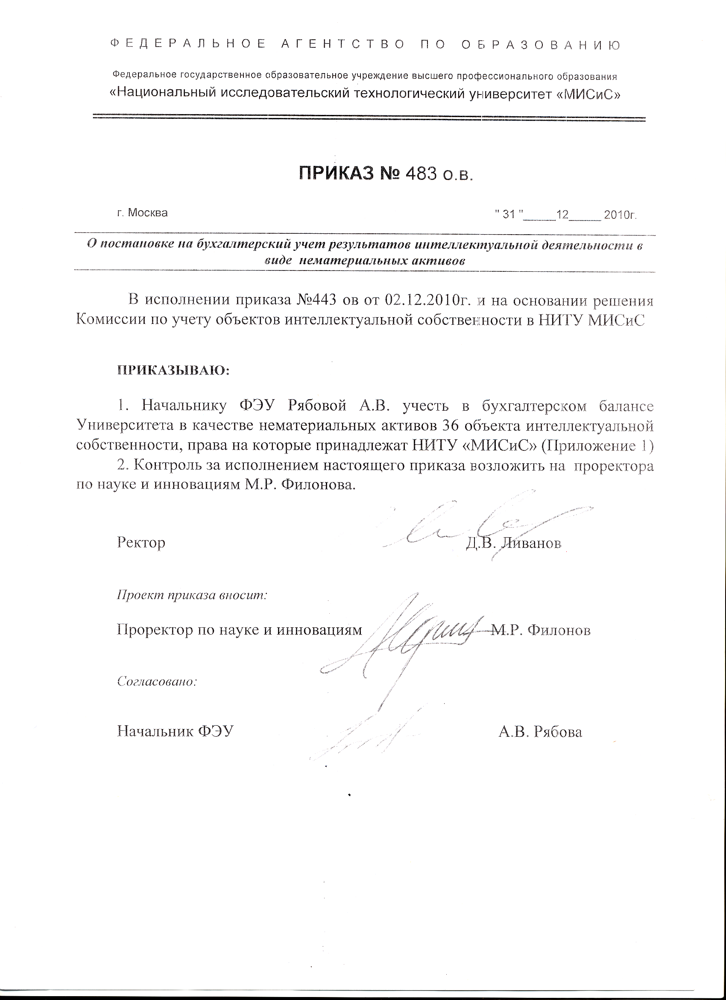 ФЕДЕРАЛЬНОЕ АГЕНТСТВО ПО ОБРАЗОВАНИЮ
Федеральное государственное образовательное учреждение высшего профессионального образования
«Национальный исследовательский технологический университет «МИСиС»
ПРИКАЗ № 483 о.в.
г. Москва " 31 "_____12_____ 2010г.
О постановке на бухгалтерский учет результатов интеллектуальной деятельности в
виде нематериальных активов
В исполнении приказа №443 ов от 02.12.2010г. и на основании решения
Комиссии по учету объектов интеллектуальной собственности в НИТУ МИСиС
ПРИКАЗЫВАЮ:
1. Начальнику ФЭУ Рябовой А.В. учесть в бухгалтерском балансе
Университета в качестве нематериальных активов 36 объекта интеллектуальной
собственности, права на которые принадлежат НИТУ «МИСиС» (Приложение 1)
2. Контроль за исполнением настоящего приказа возложить на проректора
по науке и инновациям М.Р. Филонова.
Ректор Д.В. Ливанов
Проект приказа вносит:
Проректор по науке и инновациям М.Р. Филонов
Согласовано:
Начальник ФЭУ А.В. Рябова